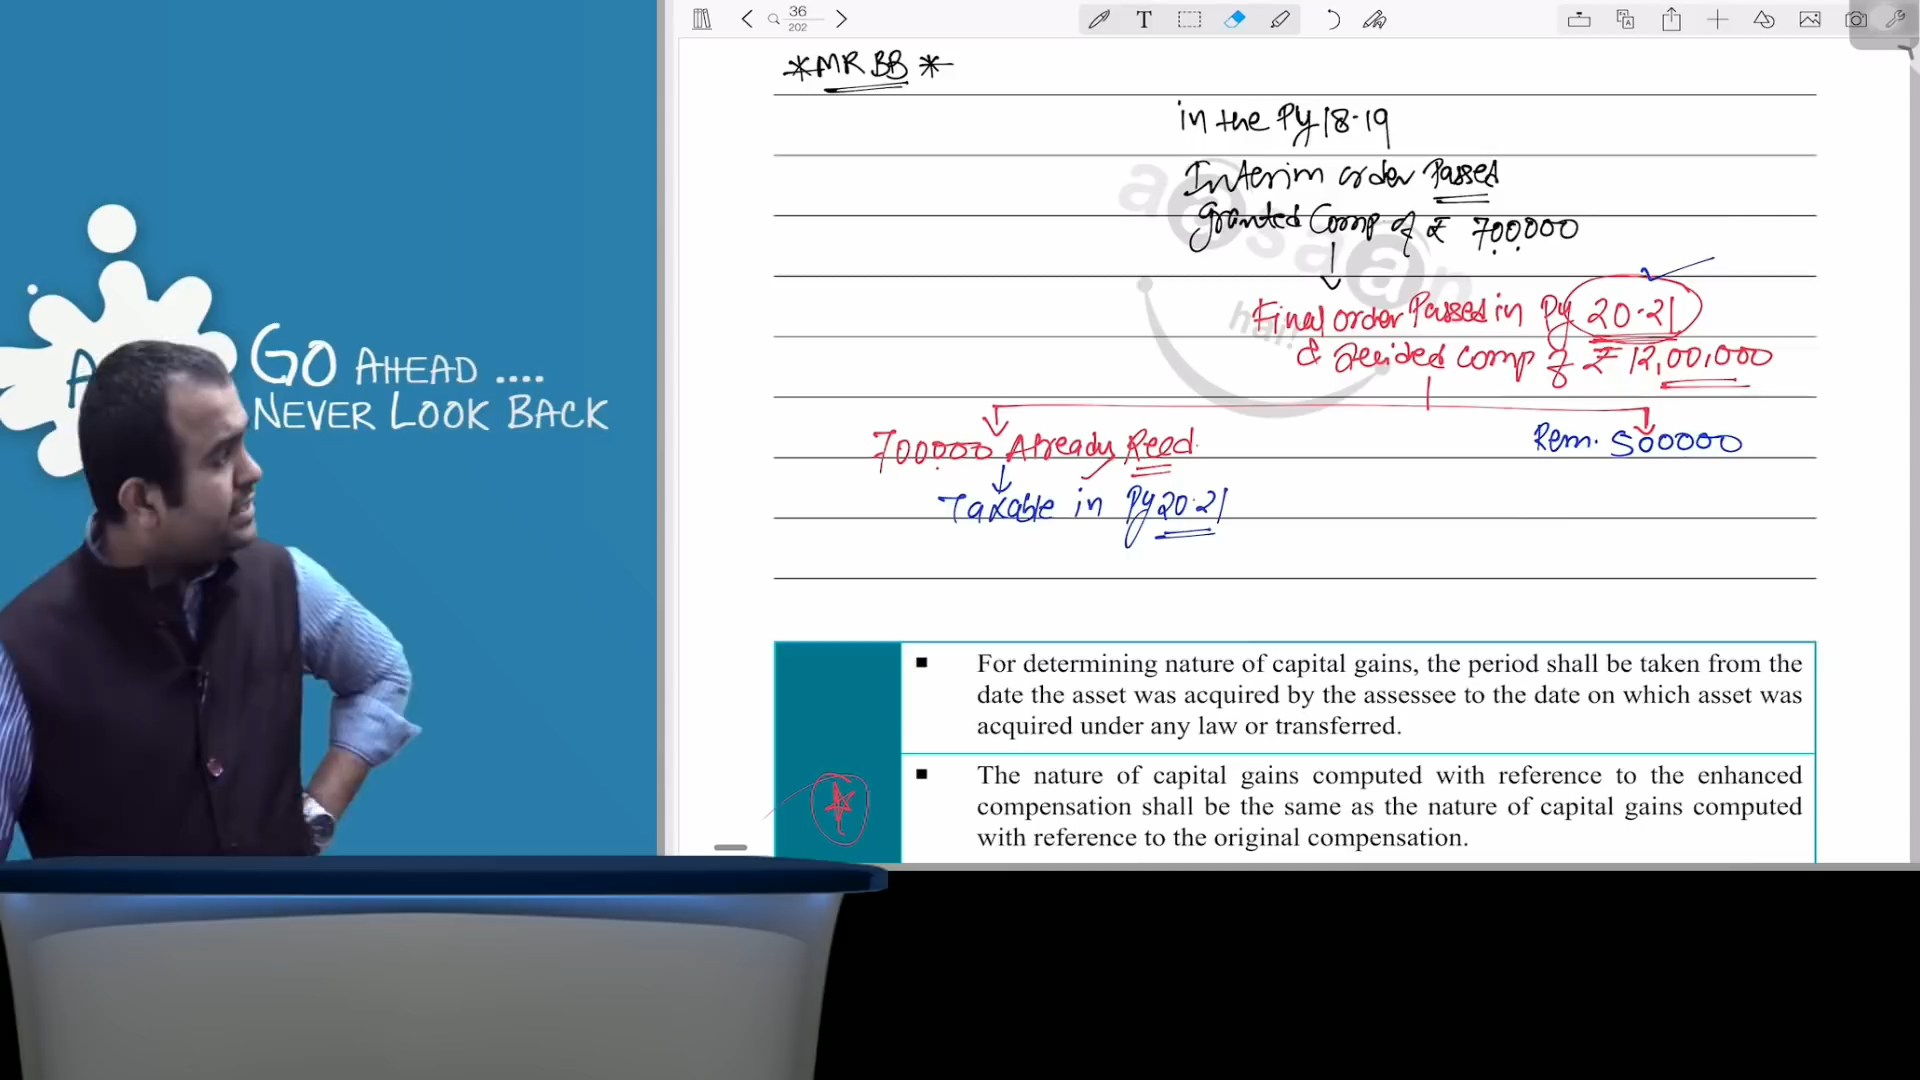 36
202
T
*MR BB*
in the Py 18-19
Interim order Passed
granted Comp of ₹ 700000
Final order Passed in Py 20-21
& Decided comp of ₹ 12,00,000
700000 Already Recd.
Rem. 500000
Taxable in Py 20-21
aasaan
hai!
GO AHEAD ....
NEVER LOOK BACK
▪ For determining nature of capital gains, the period shall be taken from the
date the asset was acquired by the assessee to the date on which asset was
acquired under any law or transferred.
▪ The nature of capital gains computed with reference to the enhanced
compensation shall be the same as the nature of capital gains computed
with reference to the original compensation.